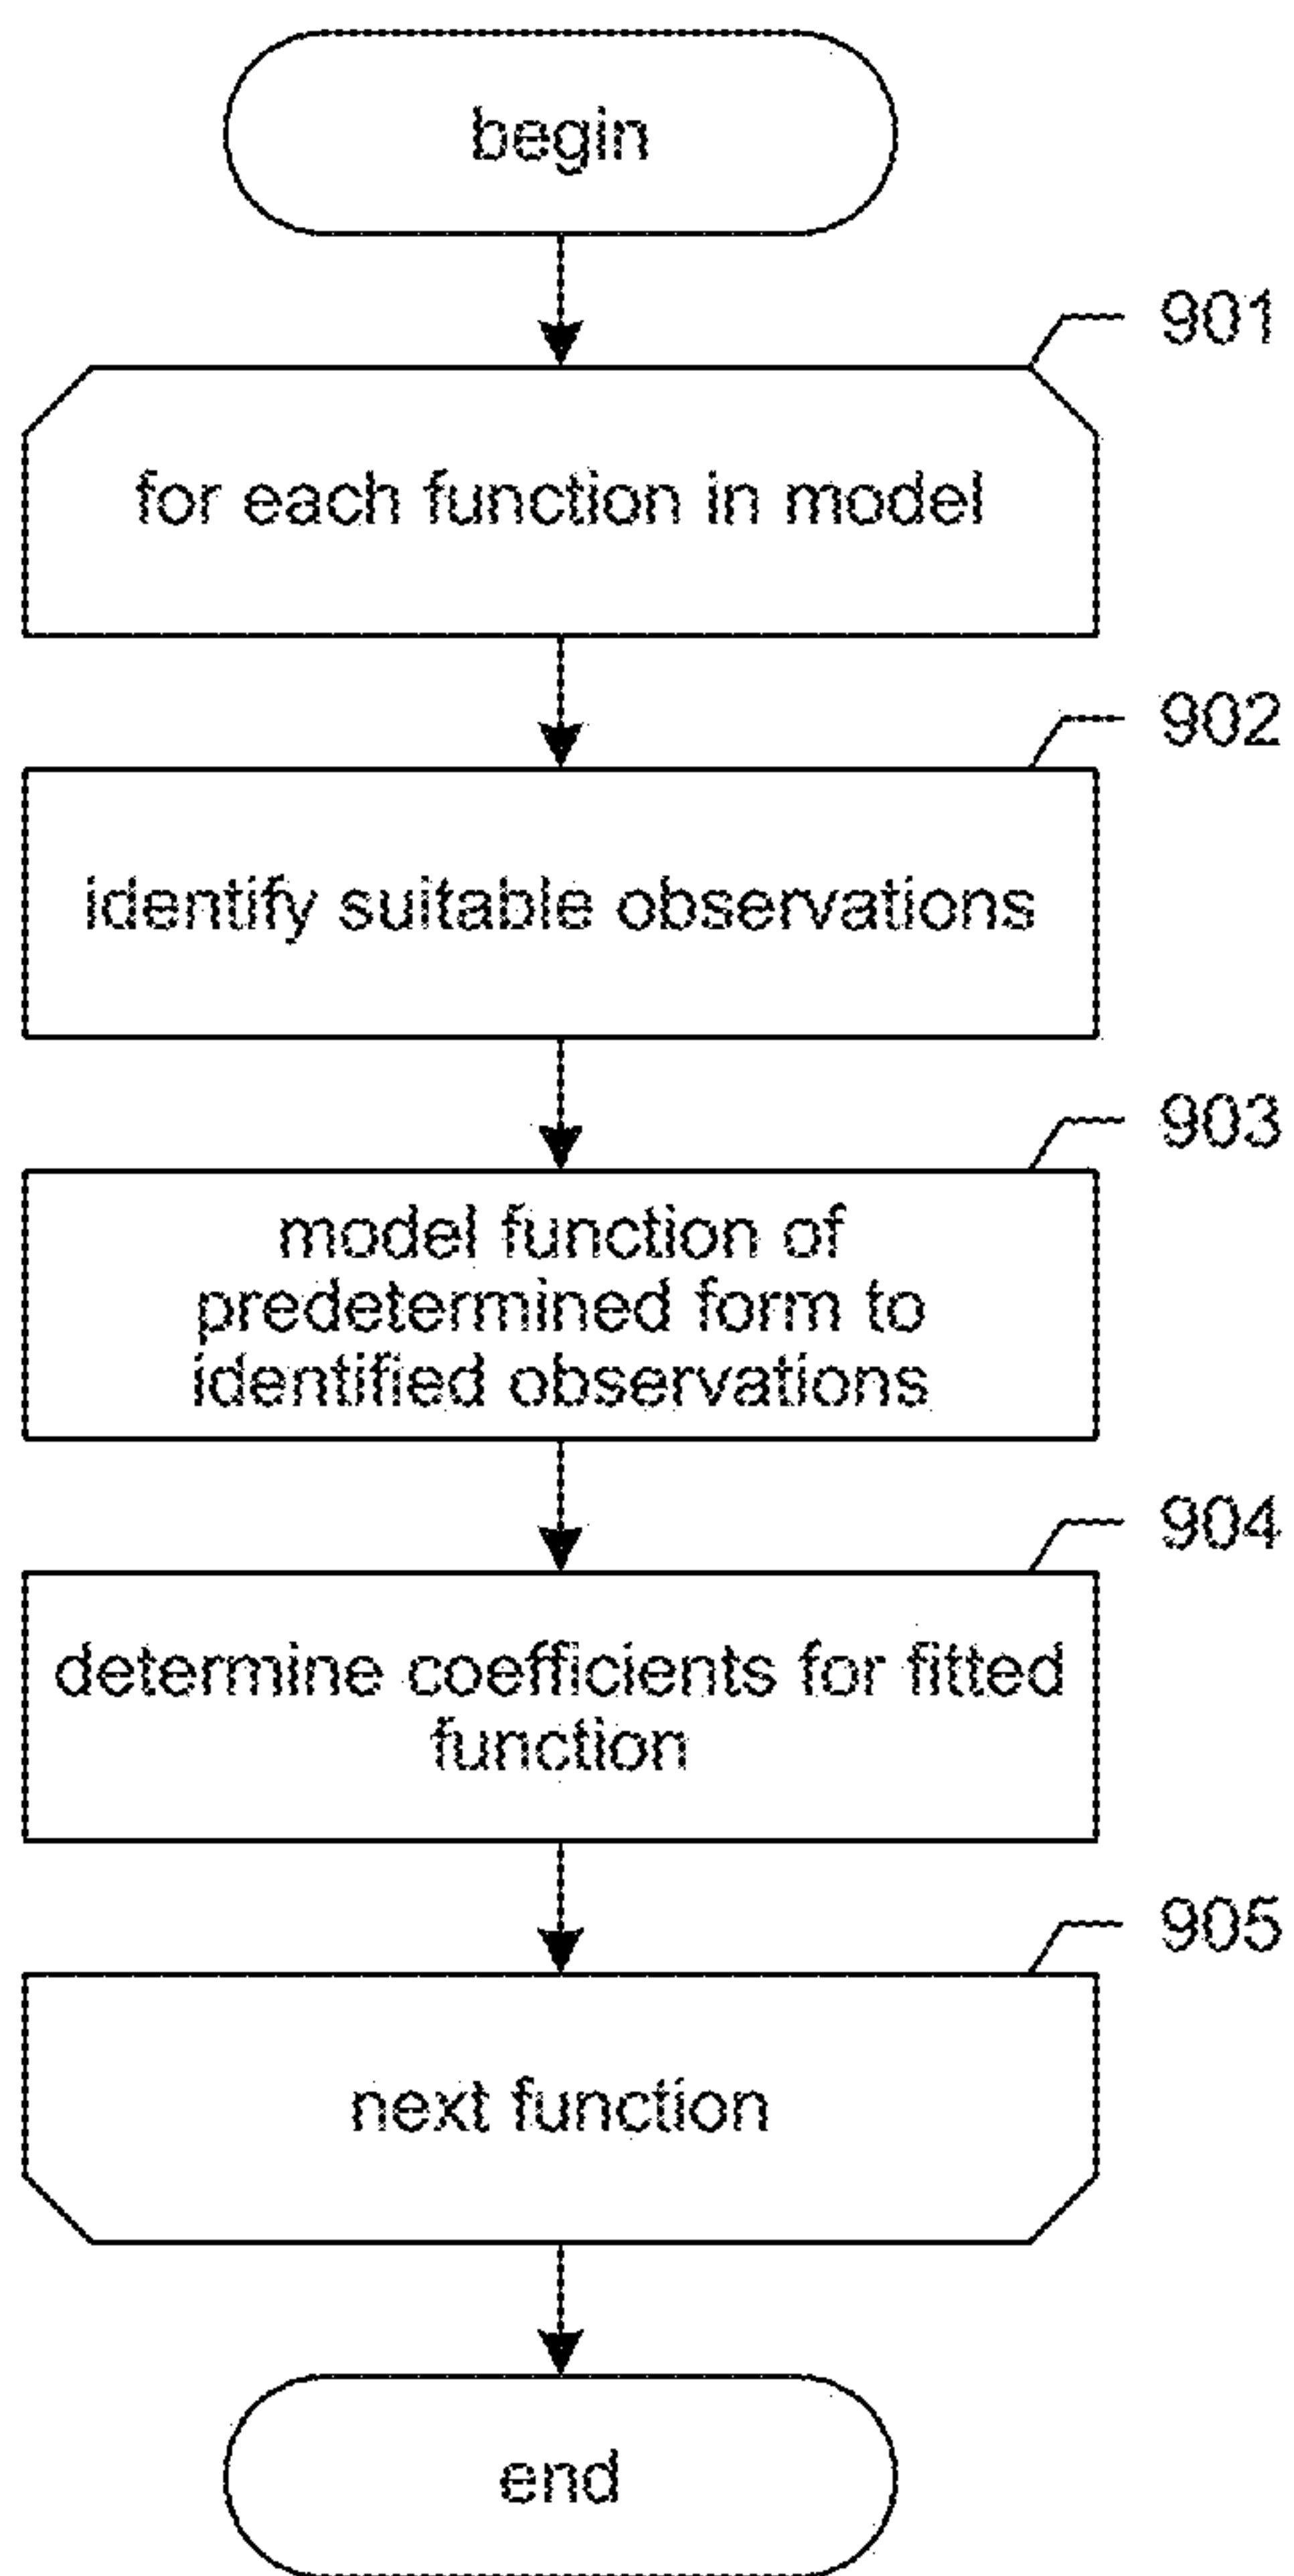 begin
901
for each function in model
902
identify suitable observations
903
model function of
predetermined form to
identified observations
904
determine coefficients for fitted
function
905
next function
end